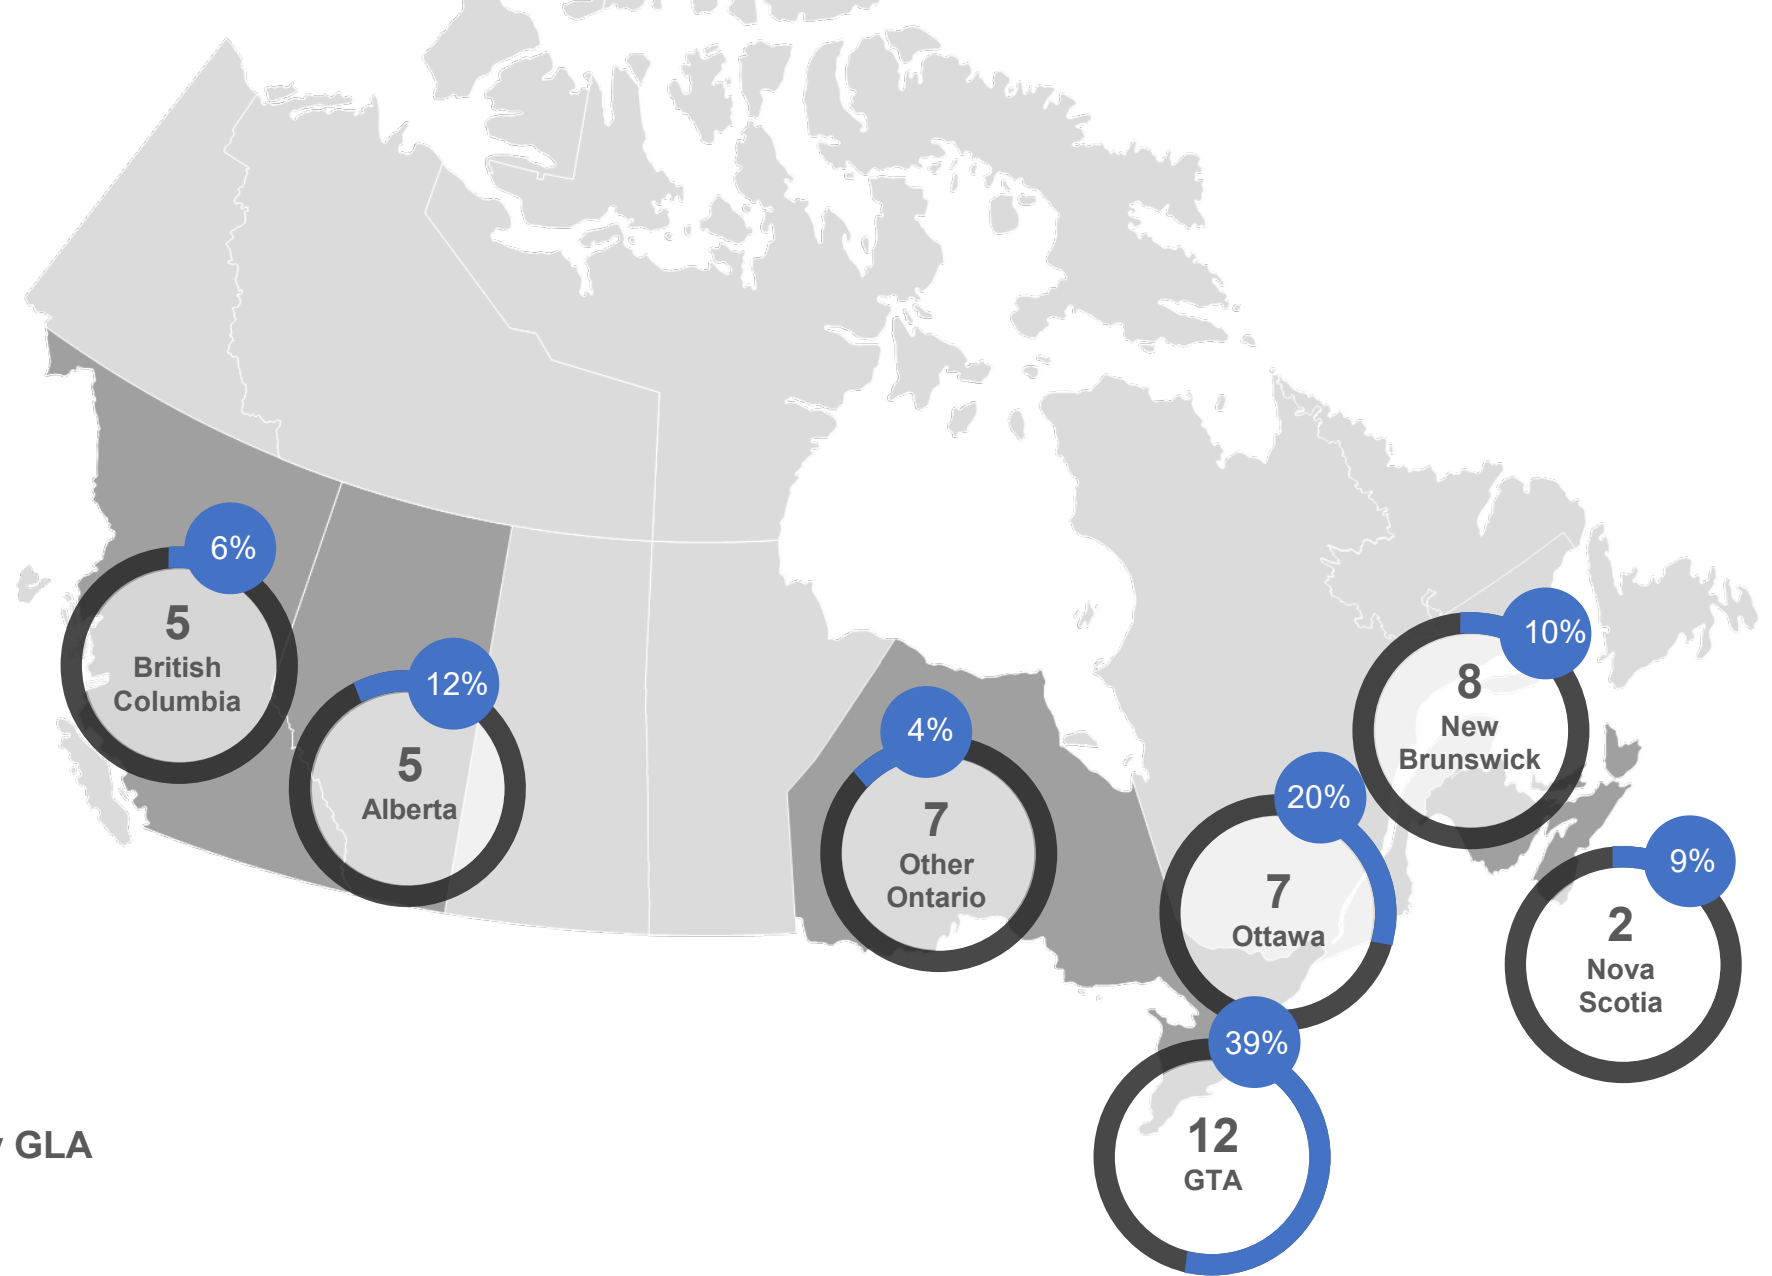 6%
5
British
Columbia
12%
5
Alberta
4%
7
Other
Ontario
20%
7
Ottawa
39%
12
GTA
10%
8
New
Brunswick
9%
2
Nova
Scotia
GLA